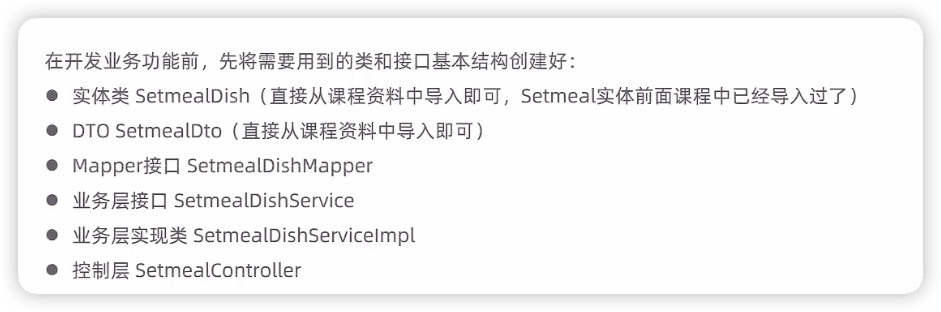 在开发业务功能前，先将需要用到的类和接口基本结构创建好：
● 实体类 SetmealDish（直接从课程资料中导入即可，Setmeal实体前面课程中已经导入过了）
● DTO SetmealDto（直接从课程资料中导入即可）
● Mapper接口 SetmealDishMapper
● 业务层接口 SetmealDishService
● 业务层实现类 SetmealDishServiceImpl
● 控制层 SetmealController